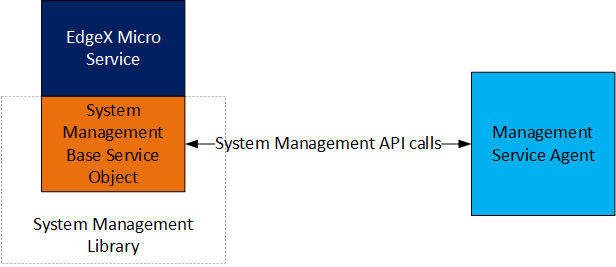 EdgeX Micro
Service
System
Management
Base Service
Object
System Management API calls
Management
Service Agent
System Management
Library